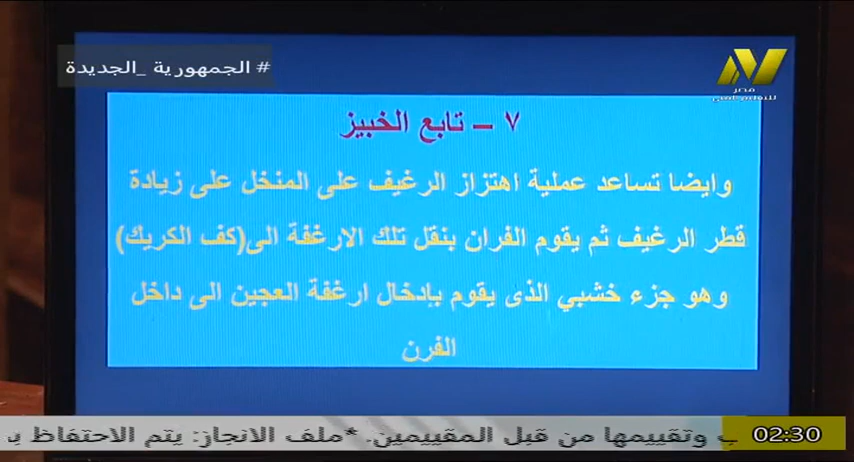 # الجمهورية _الجديدة
مصر
٧ – تابع الخبيز
وايضا تساعد عملية اهتزاز الرغيف على المنخل على زيادة
قطر الرغيف ثم يقوم الفران بنقل تلك الارغفة الى(كف الكريك)
وهو جزء خشبي الذى يقوم بإدخال ارغفة العجين الى داخل
الفرن
وتقييمها من قبل المقييمين. *ملف الانجاز: يتم الاحتفاظ
02:30